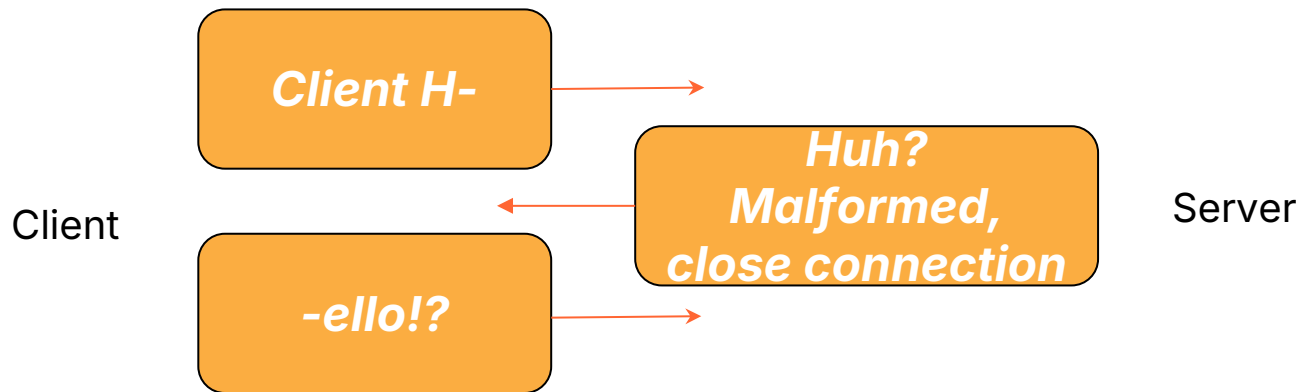 Client H-
Huh?
Malformed,
close connection
Client
Server
-ello!?